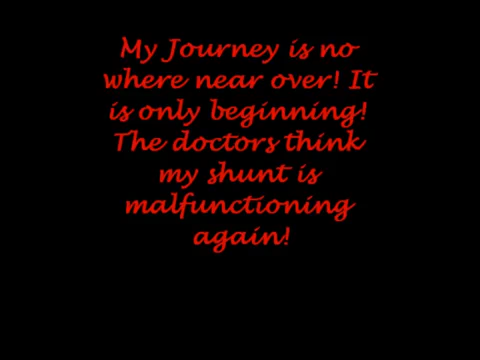 My Journey is no
where near over! It
is only beginning!
The doctors think
my shunt is
malfunctioning
again!